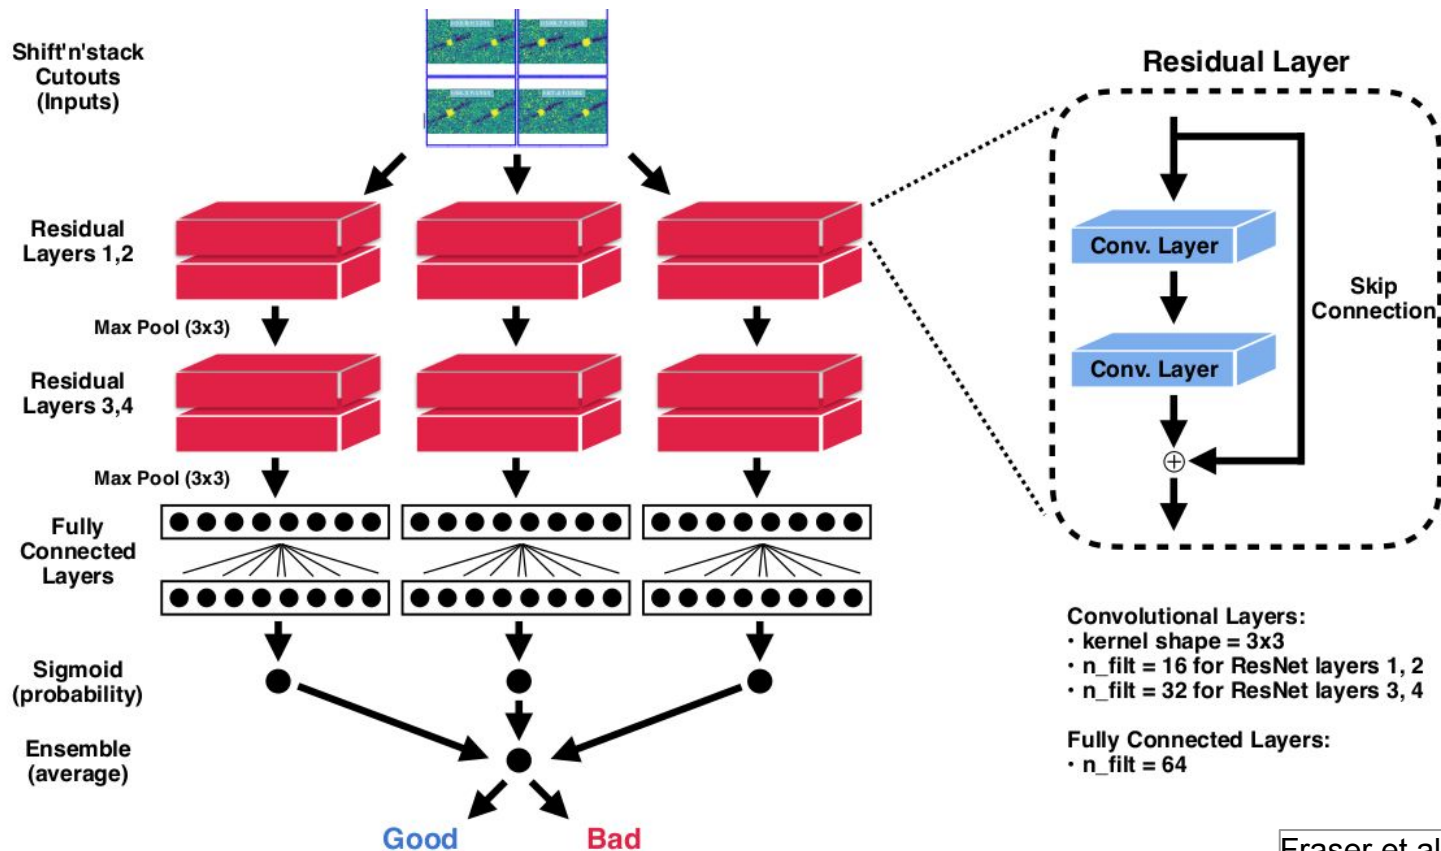 Shift'n'stack
Cutouts
(Inputs)
Residual
Layers 1,2
Max Pool (3x3)
Residual
Layers 3,4
Max Pool (3x3)
Fully
Connected
Layers
Sigmoid
(probability)
Ensemble
(average)
Good
Bad
Residual Layer
Conv. Layer
Conv. Layer
Skip
Connection
Convolutional Layers:
· kernel shape = 3x3
· n_filt = 16 for ResNet layers 1, 2
· n_filt = 32 for ResNet layers 3, 4
Fully Connected Layers:
· n_filt = 64
Fraser et al